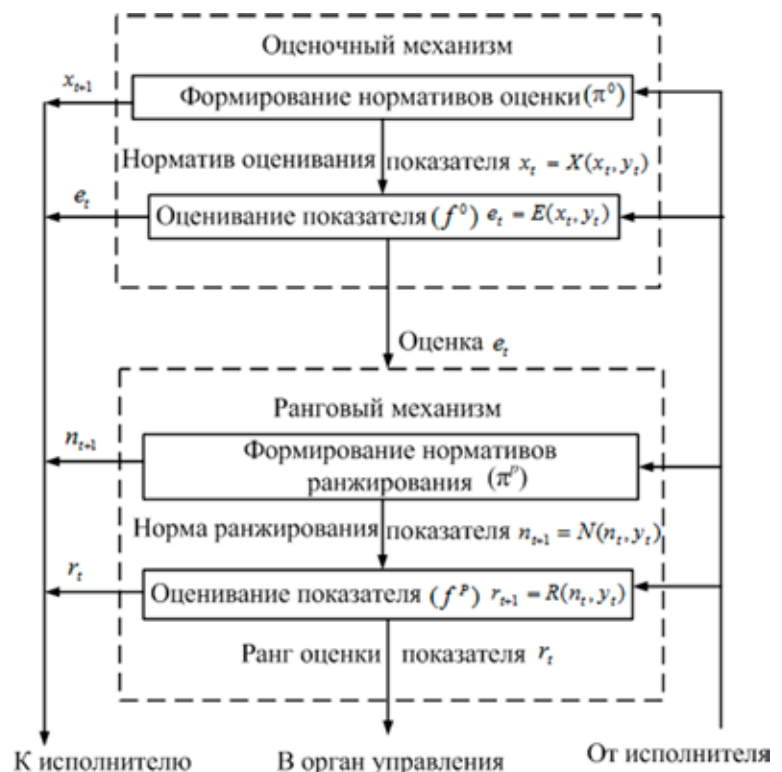 Оценочный механизм
x_{t+1}
Формирование нормативов оценки (π⁰)
Норматив оценивания показателя x_t = X(x_t, y_t)
e_t
Оценивание показателя (f⁰) e_t = E(x_t, y_t)
Оценка e_t
Ранговый механизм
n_{t+1}
Формирование нормативов
ранжирования (π^p)
Норма ранжирования показателя n_{t+1} = N(n_t, y_t)
r_t
Оценивание показателя (f^p) r_{t+1} = R(n_t, y_t)
Ранг оценки показателя r_t
К исполнителю В орган управления От исполнителя